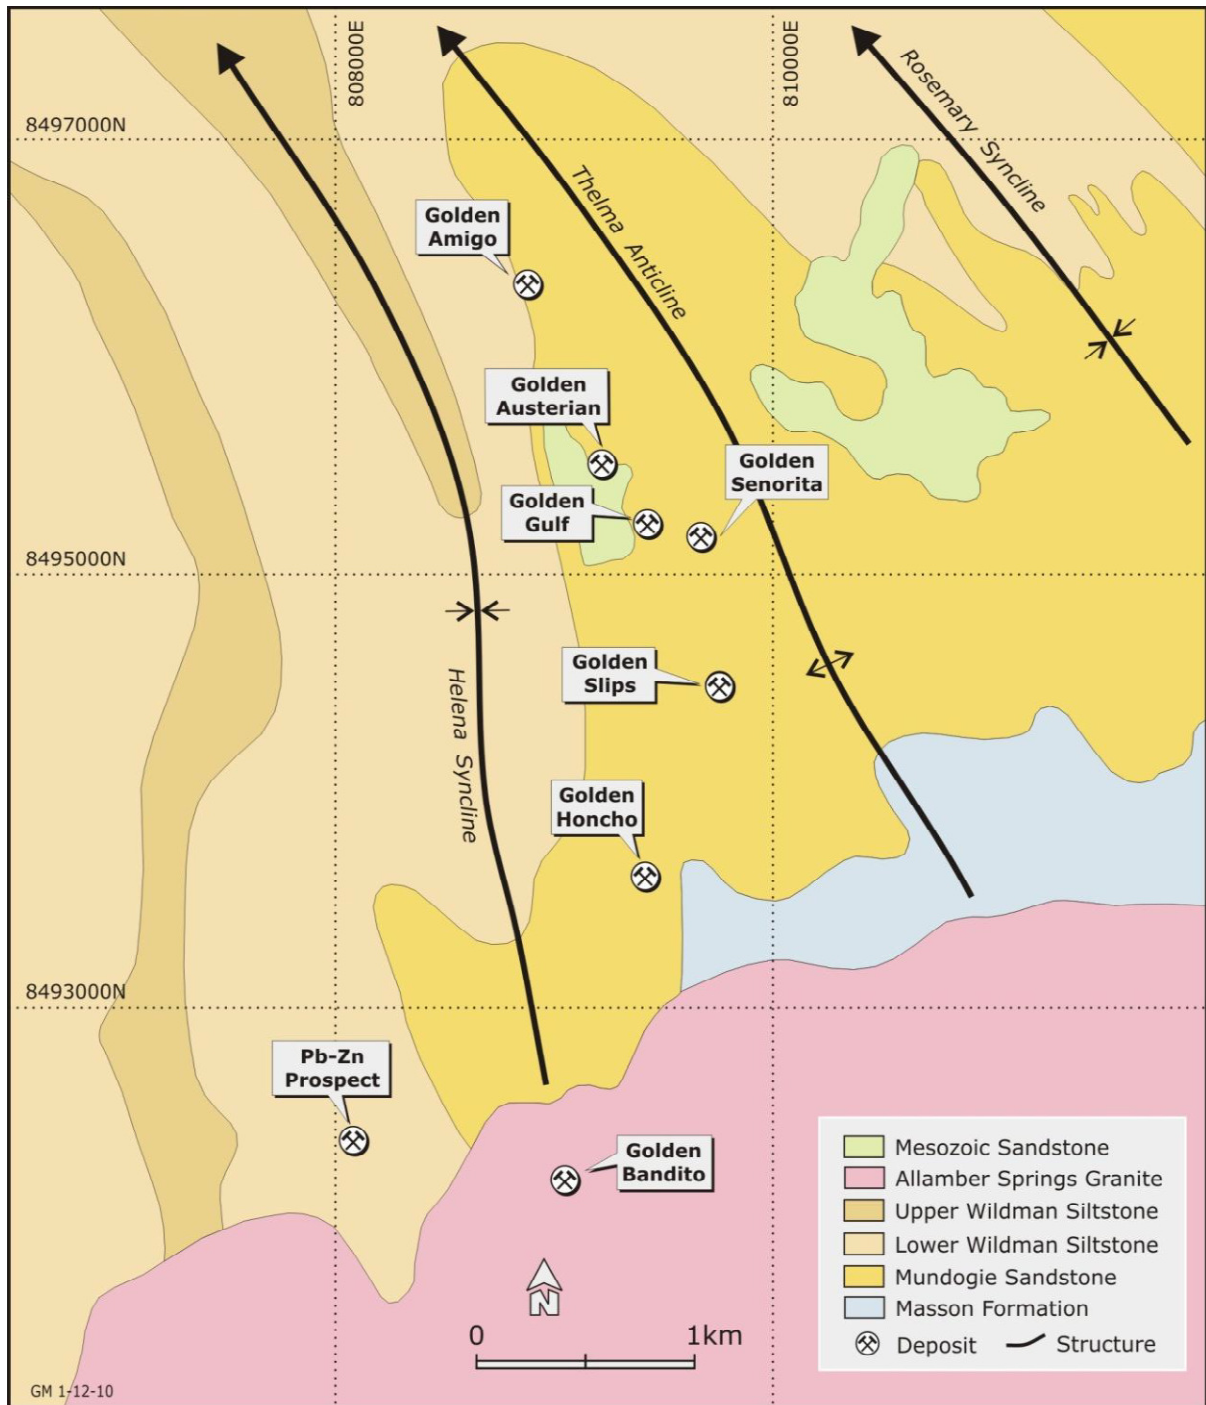 808000E
810000E
Rosemary Syncline
8497000N
Thelma Anticline
Golden
Amigo
Golden
Austerian
Golden
Senorita
Golden
Gulf
8495000N
Golden
Slips
Helena Syncline
Golden
Honcho
8493000N
Pb-Zn
Prospect
Golden
Bandito
Mesozoic Sandstone
Allamber Springs Granite
Upper Wildman Siltstone
Lower Wildman Siltstone
Mundogie Sandstone
Masson Formation
Deposit
Structure
N
0
1km
GM 1-12-10